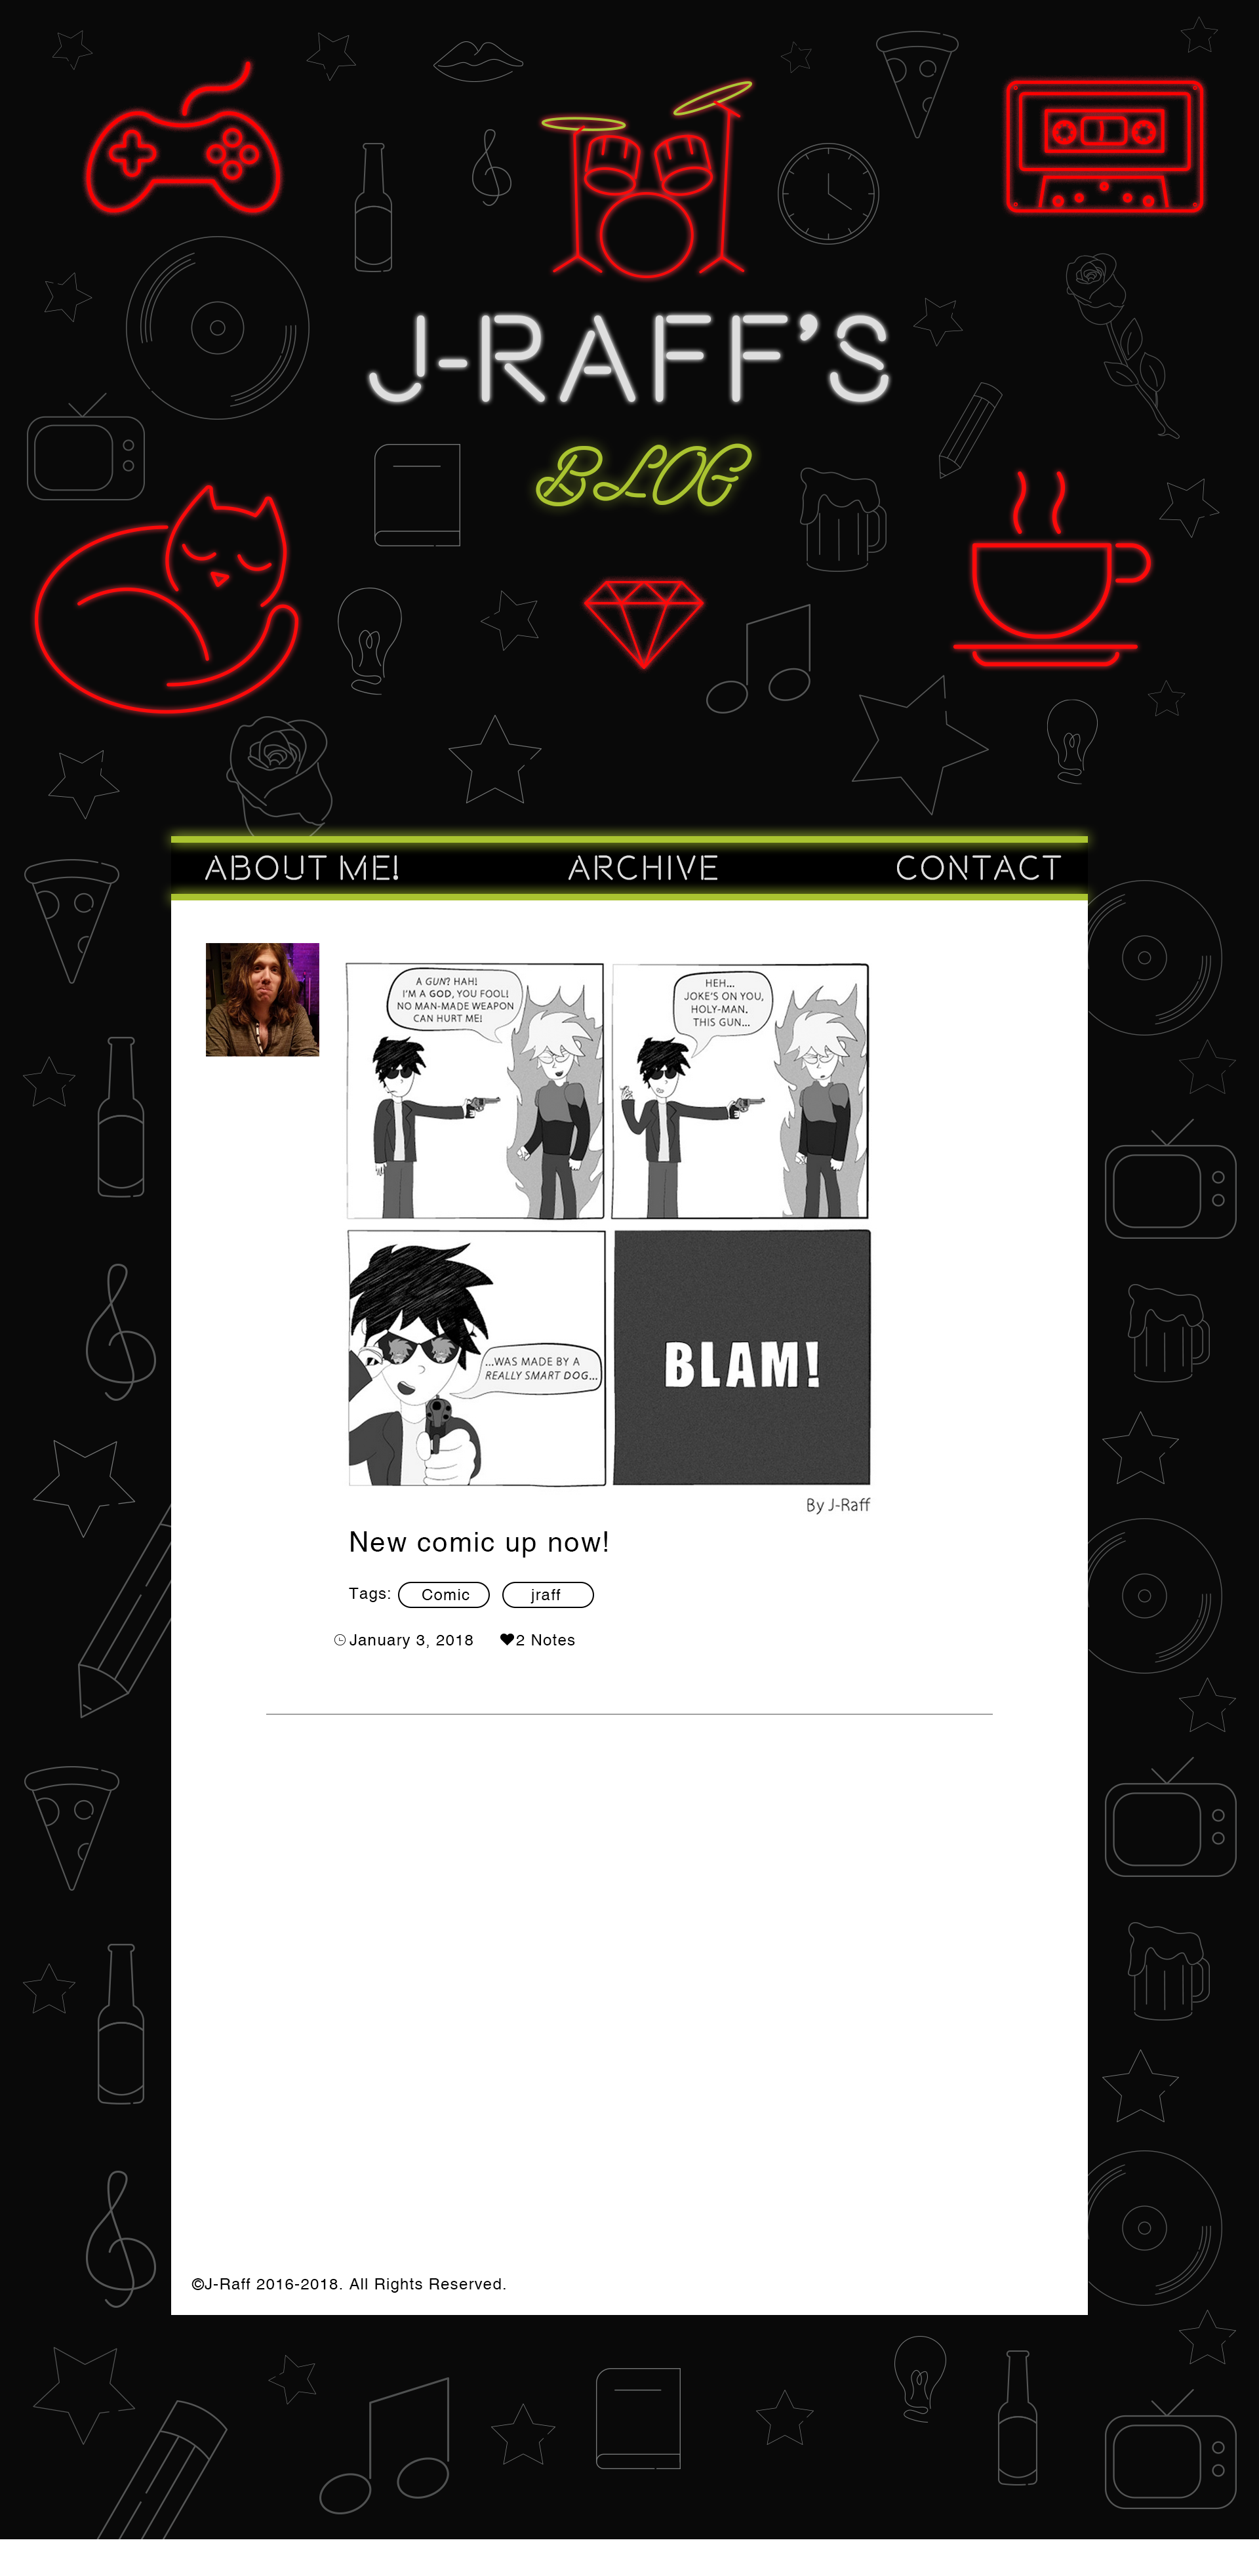 J-RAFF'S
BLOG
ABOUT ME!
ARCHIVE
CONTACT
A GUN? HAH!
I'M A GOD, YOU FOOL!
NO MAN-MADE WEAPON
CAN HURT ME!
HEH...
JOKE'S ON YOU,
HOLY-MAN.
THIS GUN...
...WAS MADE BY A
REALLY SMART DOG...
BLAM!
By J-Raff
New comic up now!
Tags: Comic jraff
January 3, 2018 2 Notes
©J-Raff 2016-2018. All Rights Reserved.